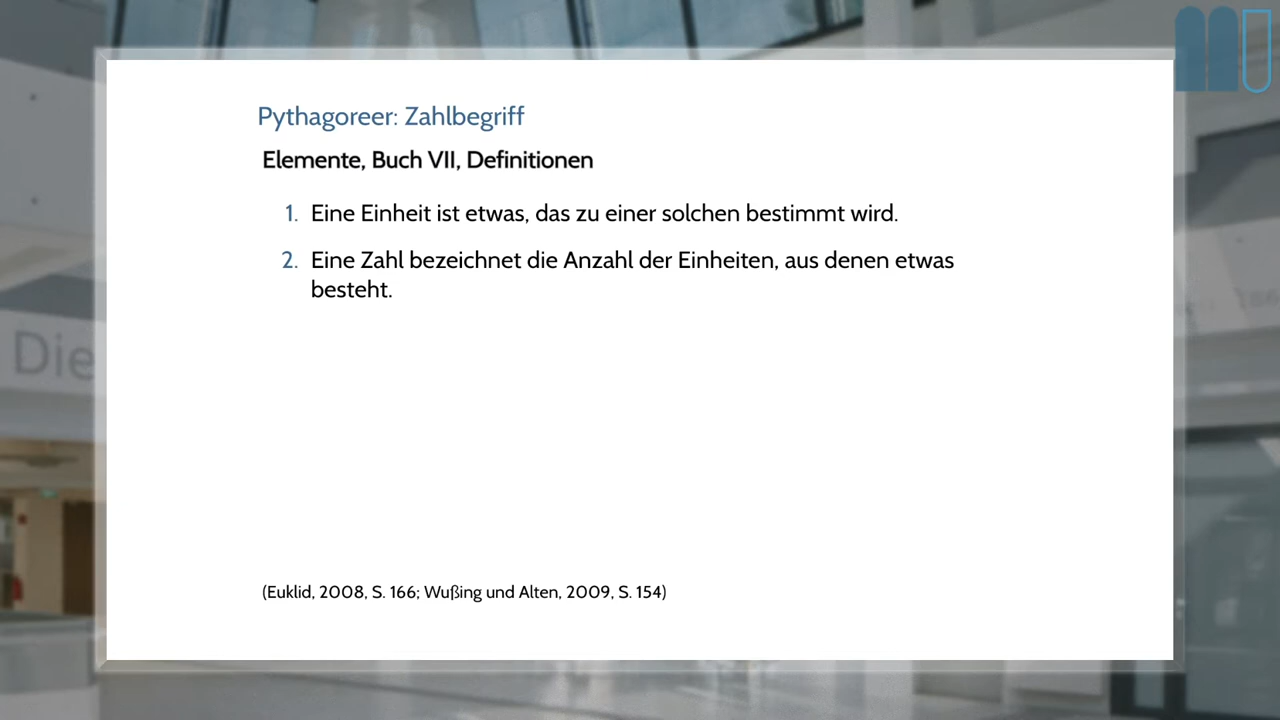 Pythagoreer: Zahlbegriff
Elemente, Buch VII, Definitionen
1. Eine Einheit ist etwas, das zu einer solchen bestimmt wird.
2. Eine Zahl bezeichnet die Anzahl der Einheiten, aus denen etwas
besteht.
Die
(Euklid, 2008, S. 166; Wußing und Alten, 2009, S. 154)